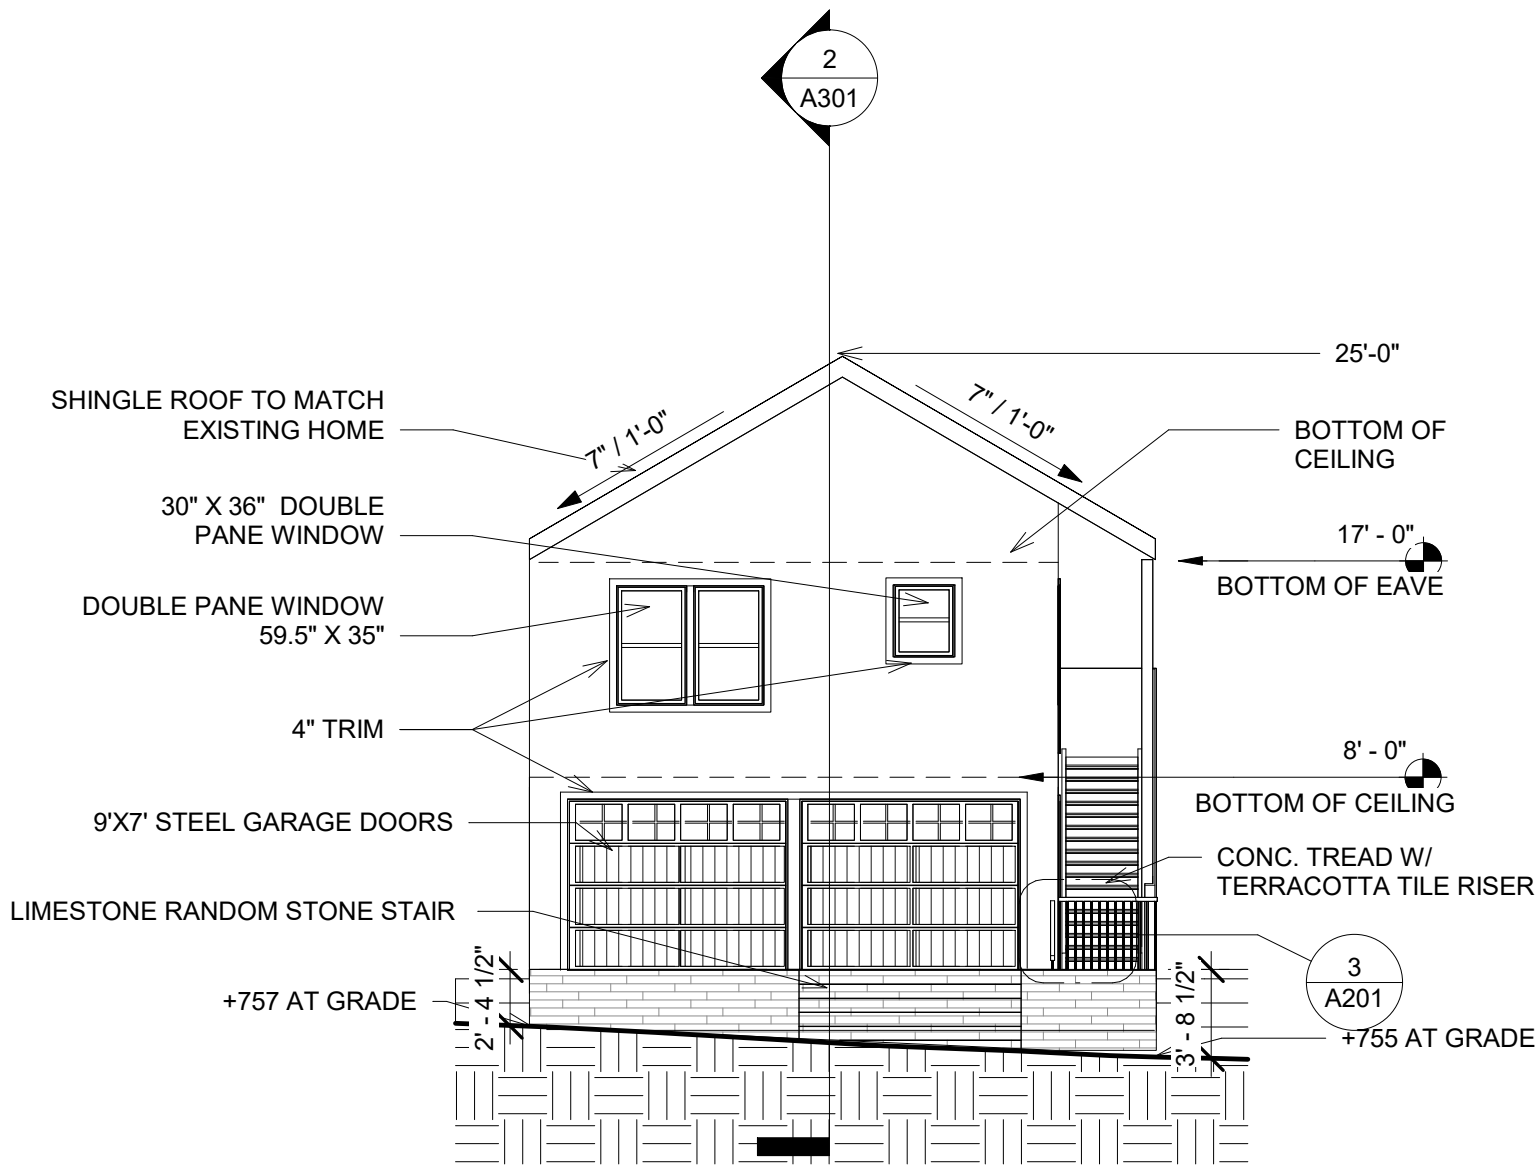 2
A301
25'-0"
7" / 1'-0"
7" / 1'-0"
SHINGLE ROOF TO MATCH
EXISTING HOME
BOTTOM OF
CEILING
30" X 36"  DOUBLE
PANE WINDOW
17' - 0"
BOTTOM OF EAVE
DOUBLE PANE WINDOW
59.5" X 35"
4" TRIM
8' - 0"
BOTTOM OF CEILING
9'X7' STEEL GARAGE DOORS
CONC. TREAD W/
TERRACOTTA TILE RISER
LIMESTONE RANDOM STONE STAIR
3
A201
+757 AT GRADE
2' - 4 1/2"
3' - 8 1/2"
+755 AT GRADE